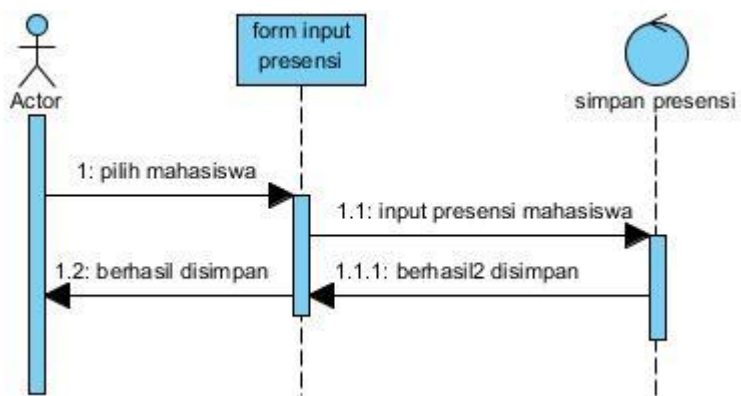 form input
presensi
Actor
simpan presensi
1: pilih mahasiswa
1.1: input presensi mahasiswa
1.2: berhasil disimpan
1.1.1: berhasil2 disimpan